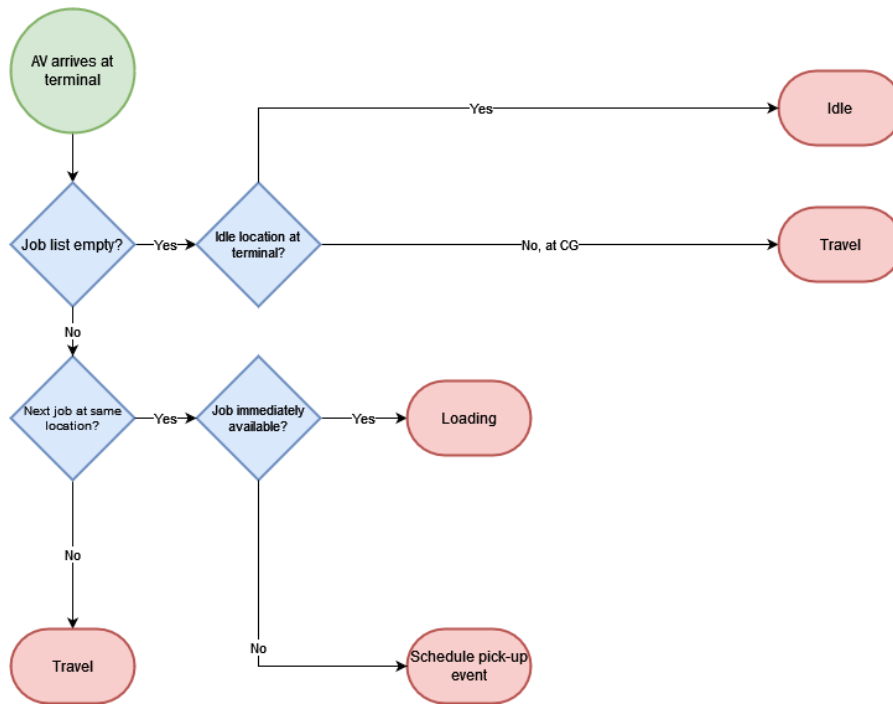 AV arrives at
terminal
Yes
Idle
Job list empty?
Yes
Idle location at
terminal?
No, at CG
Travel
No
Next job at same
location?
Yes
Job immediately
available?
Yes
Loading
No
No
Travel
Schedule pick-up
event